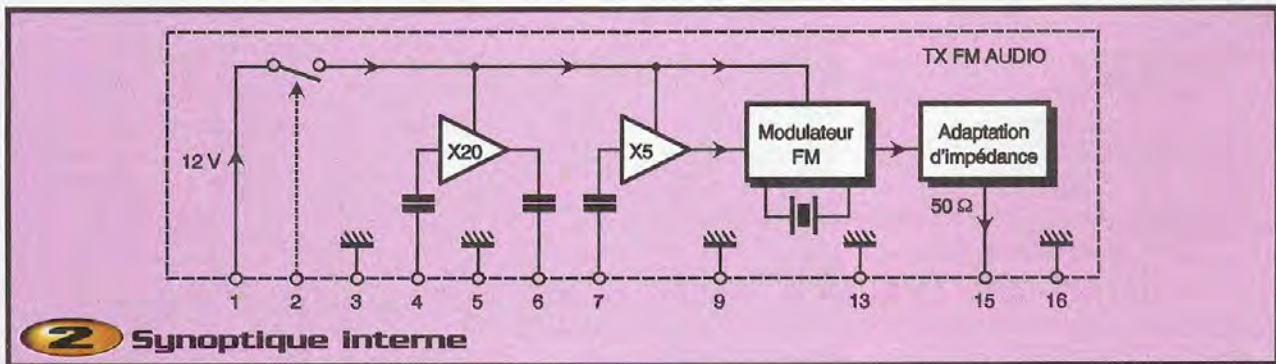 TX FM AUDIO
12 V
X20
X5
Modulateur
FM
Adaptation
d'impédance
50 Ω
1 2 3 4 5 6 7 9 13 15 16
2 Synoptique interne